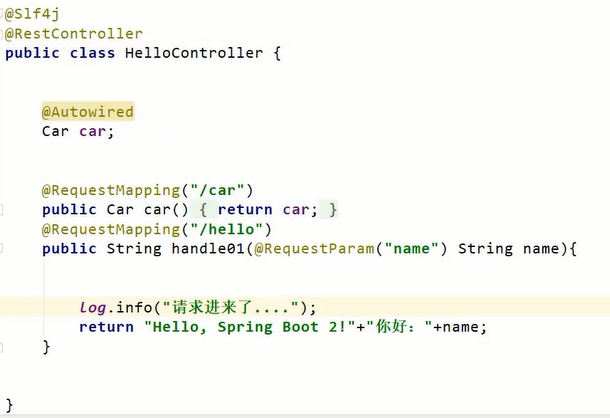 @Slf4j
@RestController
public class HelloController {
@Autowired
Car car;
@RequestMapping("/car")
public Car car() { return car; }
@RequestMapping("/hello")
public String handle01(@RequestParam("name") String name){
log.info("请求进来了....");
return "Hello, Spring Boot 2!"+"你好："+name;
}
}